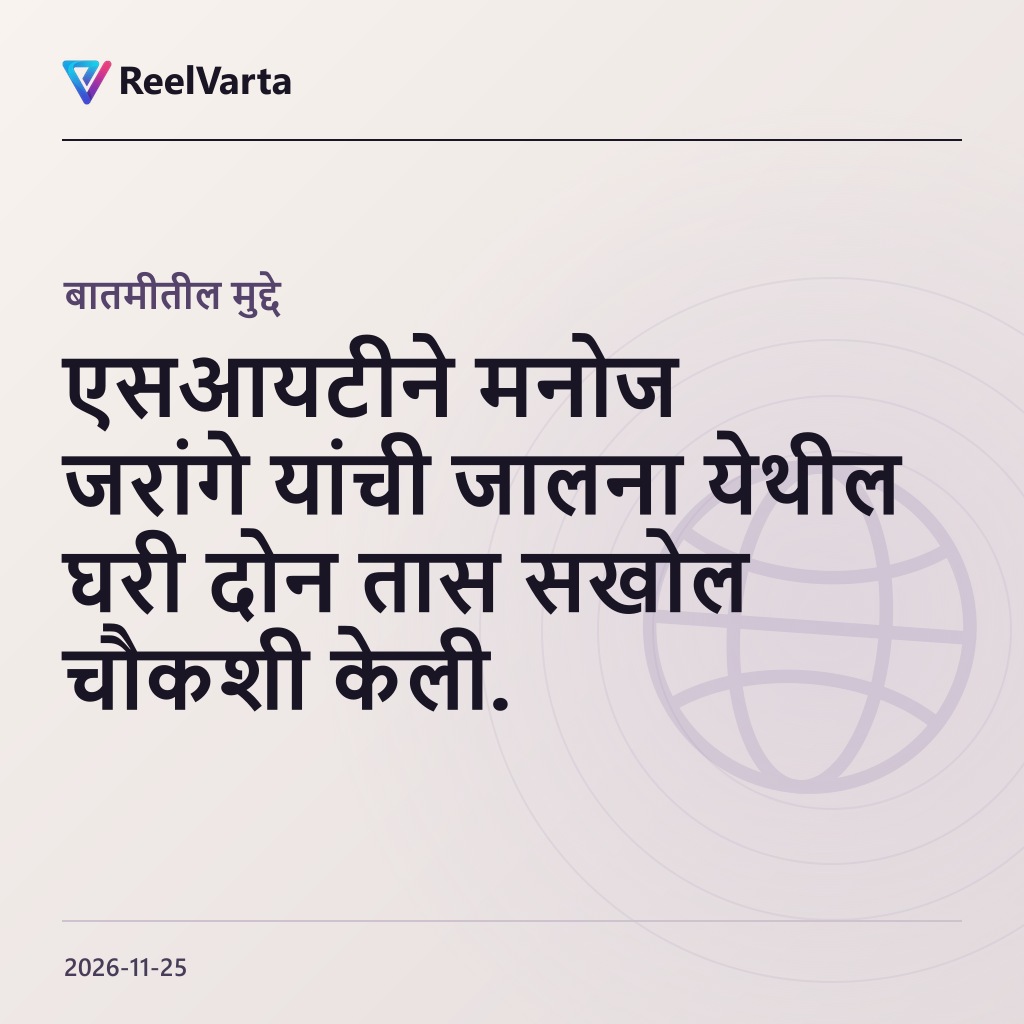 ReelVarta
बातमीतील मुद्दे
एसआयटीने मनोज
जरांगे यांची जालना येथील
घरी दोन तास सखोल
चौकशी केली.
2026-11-25